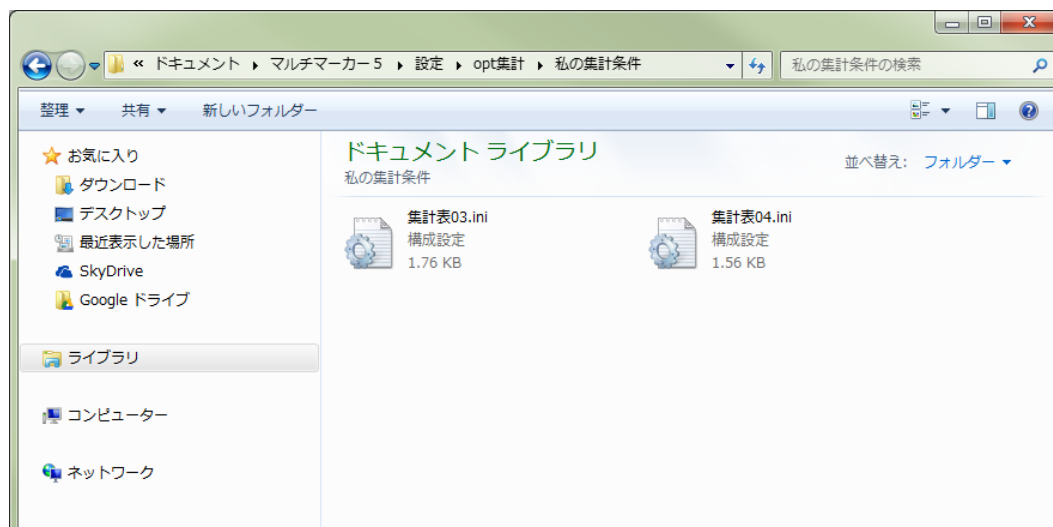 « ドキュメント ▸ マルチマーカー5 ▸ 設定 ▸ opt集計 ▸ 私の集計条件
私の集計条件の検索
整理 ▼ 共有 ▼ 新しいフォルダー
お気に入り
ダウンロード
デスクトップ
最近表示した場所
SkyDrive
Google ドライブ
ライブラリ
コンピューター
ネットワーク
ドキュメント ライブラリ
私の集計条件
並べ替え: フォルダー ▼
集計表03.ini
構成設定
1.76 KB
集計表04.ini
構成設定
1.56 KB